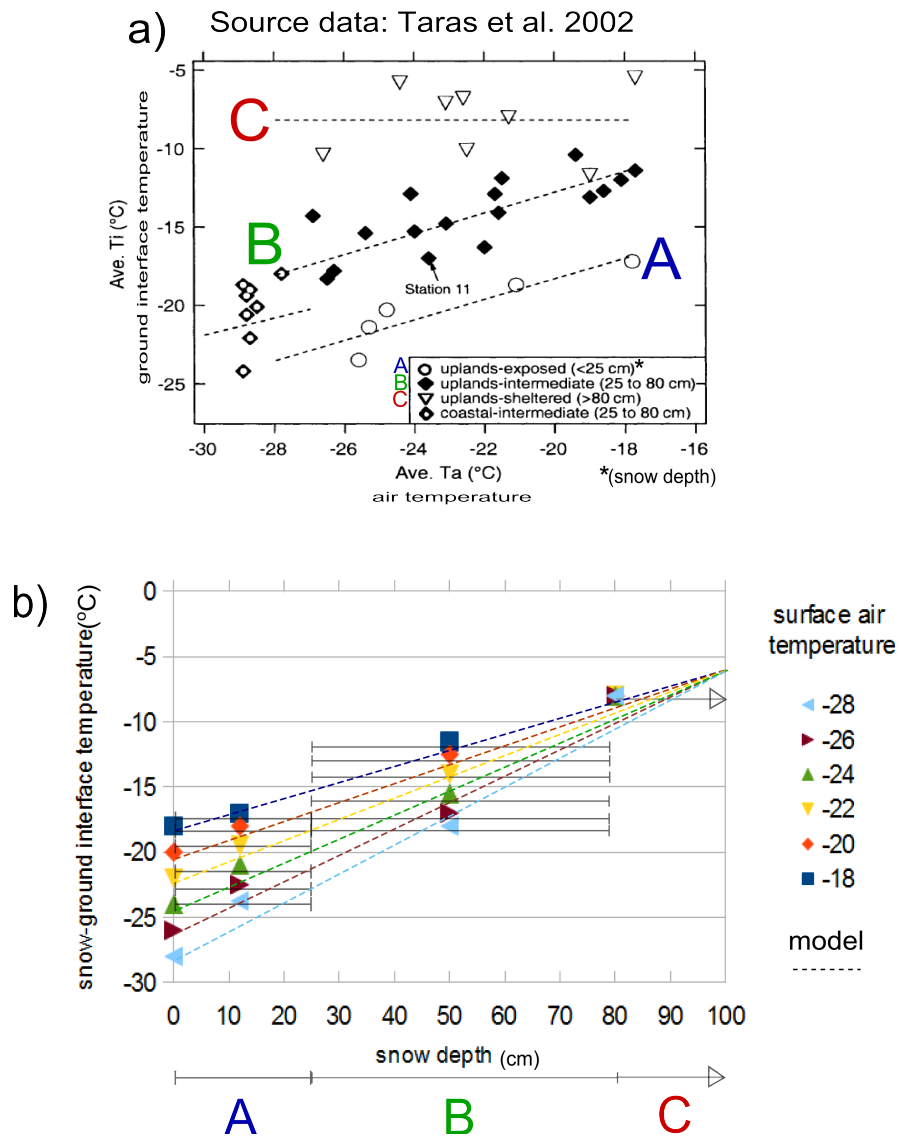 a) Source data: Taras et al. 2002
-5
-10
-15
-20
-25
Ave. Ti (°C)
ground interface temperature
C
B
A
Station 11
A uplands-exposed (<25 cm)*
B uplands-intermediate (25 to 80 cm)
C uplands-sheltered (>80 cm)
coastal-intermediate (25 to 80 cm)
-30 -28 -26 -24 -22 -20 -18 -16
Ave. Ta (°C)
air temperature
*(snow depth)
b)
snow-ground interface temperature(°C)
0
-5
-10
-15
-20
-25
-30
0 10 20 30 40 50 60 70 80 90 100
snow depth (cm)
A B C
surface air
temperature
-28
-26
-24
-22
-20
-18
model